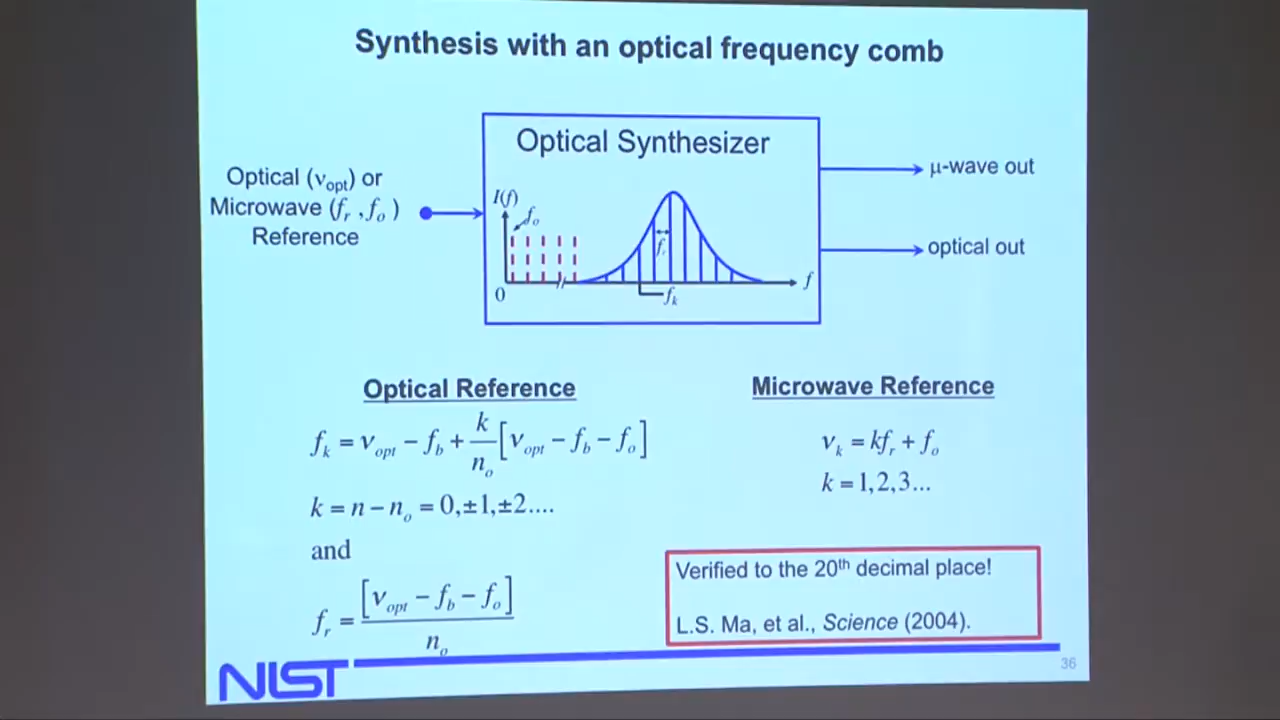 Synthesis with an optical frequency comb
Optical Synthesizer
Optical (ν_opt) or
Microwave (f_r , f_o )
Reference
I(f)
f_o
f_r
f
0
f_k
μ-wave out
optical out
Optical Reference
f_k = ν_opt − f_b + k/n_o [ν_opt − f_b − f_o]
k = n − n_o = 0,±1,±2....
and
f_r = [ν_opt − f_b − f_o] / n_o
Microwave Reference
ν_k = kf_r + f_o
k = 1,2,3...
Verified to the 20th decimal place!
L.S. Ma, et al., Science (2004).
NIST
36